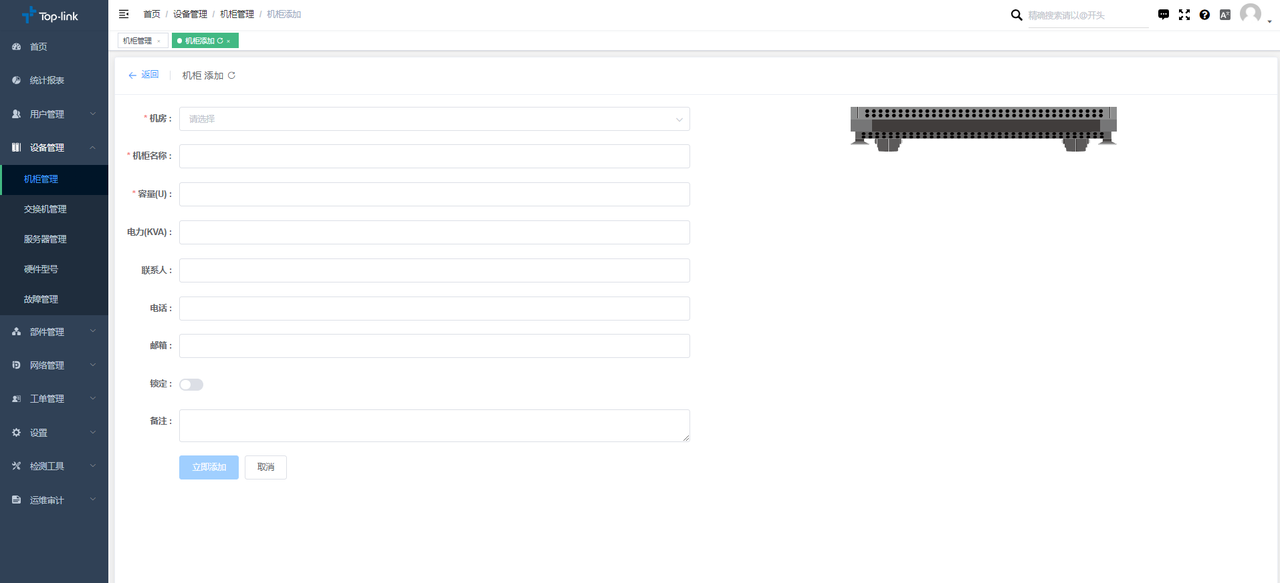 Top-link
首页 / 设备管理 / 机柜管理 / 机柜添加
精确搜索请以@开头
机柜管理 ×
机柜添加 ×
首页
统计报表
用户管理
设备管理
机柜管理
交换机管理
服务器管理
硬件型号
故障管理
部件管理
网络管理
工单管理
设置
检测工具
运维审计
← 返回 | 机柜 添加
* 机房 : 请选择
* 机柜名称 :
* 容量(U) :
电力(KVA) :
联系人 :
电话 :
邮箱 :
锁定 :
备注 :
立即添加 取消